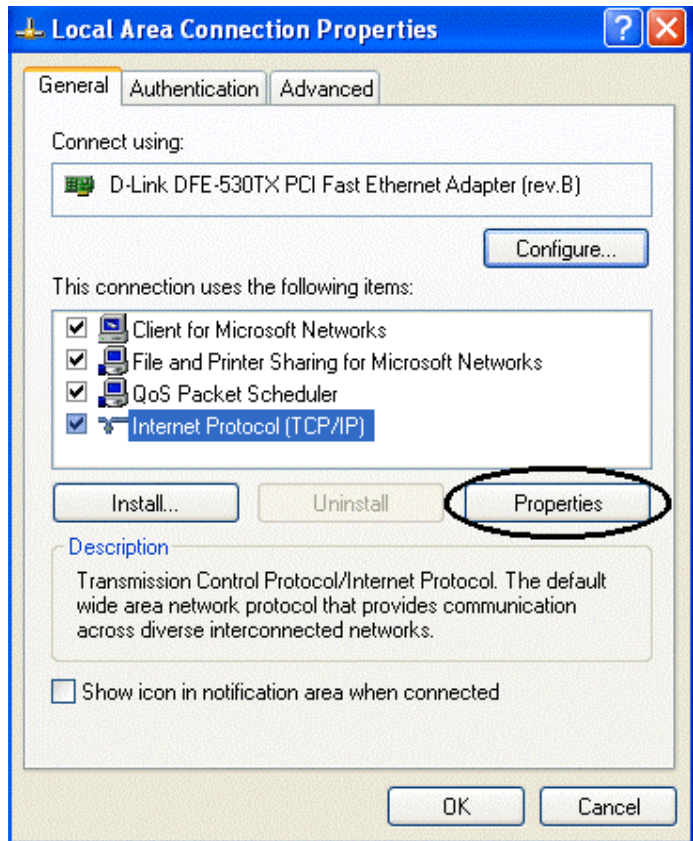 Local Area Connection Properties
General Authentication Advanced
Connect using:
D-Link DFE-530TX PCI Fast Ethernet Adapter (rev.B)
Configure...
This connection uses the following items:
Client for Microsoft Networks
File and Printer Sharing for Microsoft Networks
QoS Packet Scheduler
Internet Protocol (TCP/IP)
Install... Uninstall Properties
Description
Transmission Control Protocol/Internet Protocol. The default
wide area network protocol that provides communication
across diverse interconnected networks.
Show icon in notification area when connected
OK Cancel